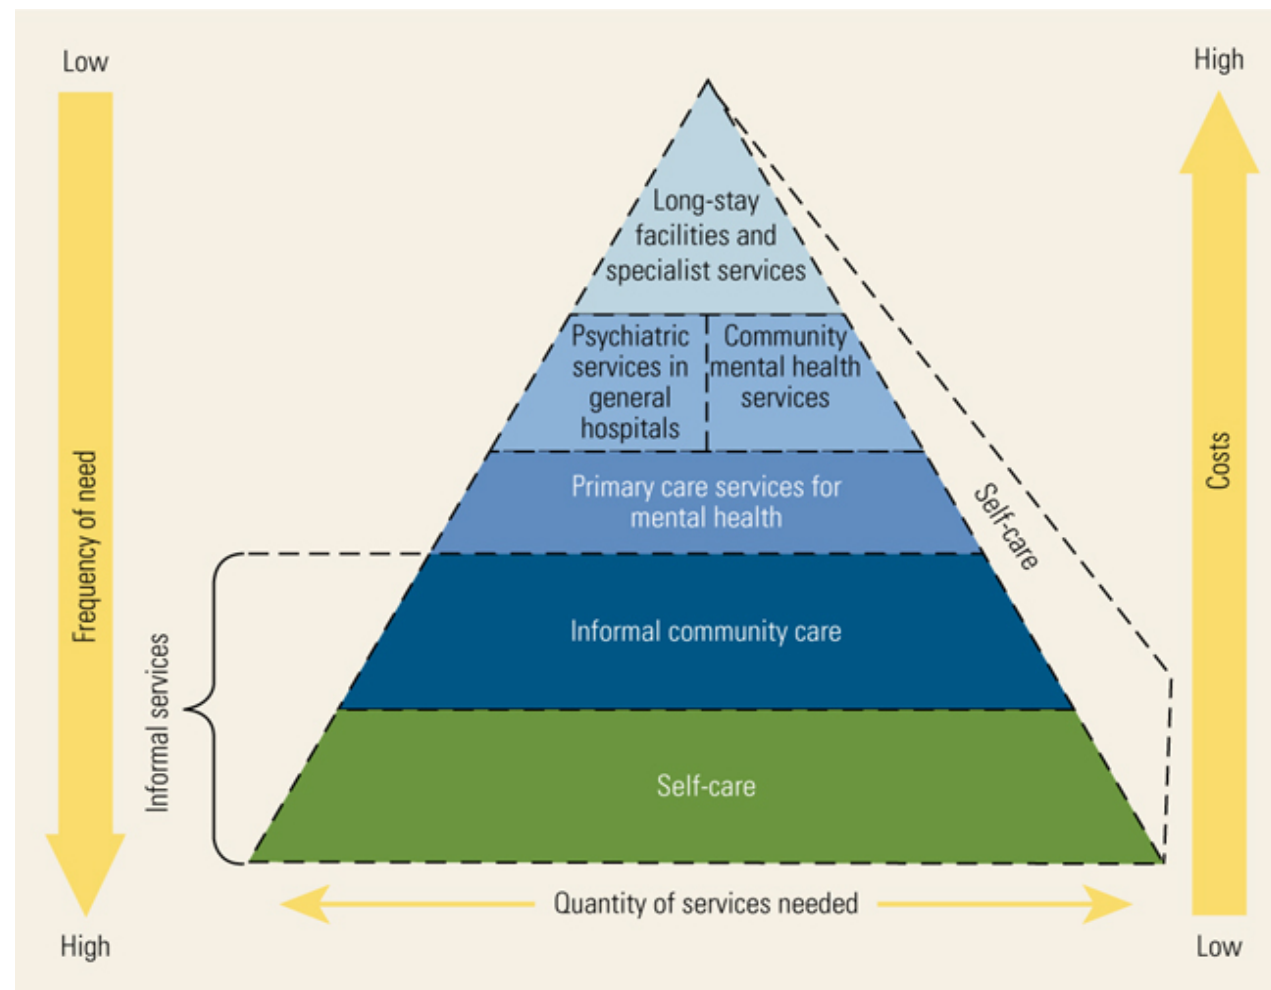 Low
High
Long-stay
facilities and
specialist services
Psychiatric
services in
general
hospitals
Community
mental health
services
Primary care services for
mental health
Informal community care
Self-care
Self-care
Frequency of need
Informal services
Costs
Quantity of services needed
High
Low